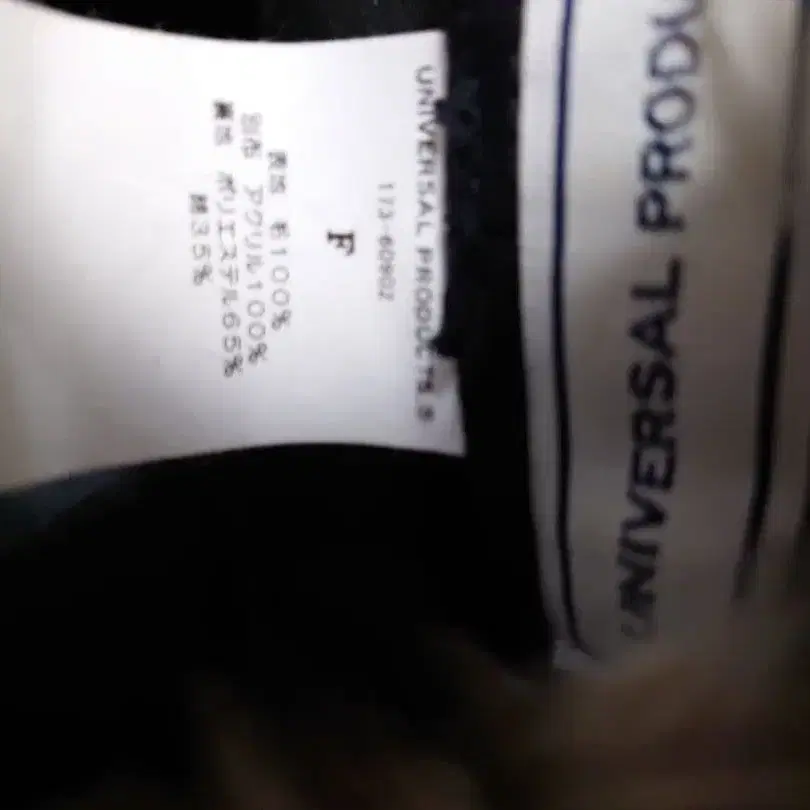 UNIVERSAL PRODUCTS.®
173-60902
F
表地 毛100%
別布 アクリル100%
裏地 ポリエステル65%
綿35%
UNIVERSAL PRODU